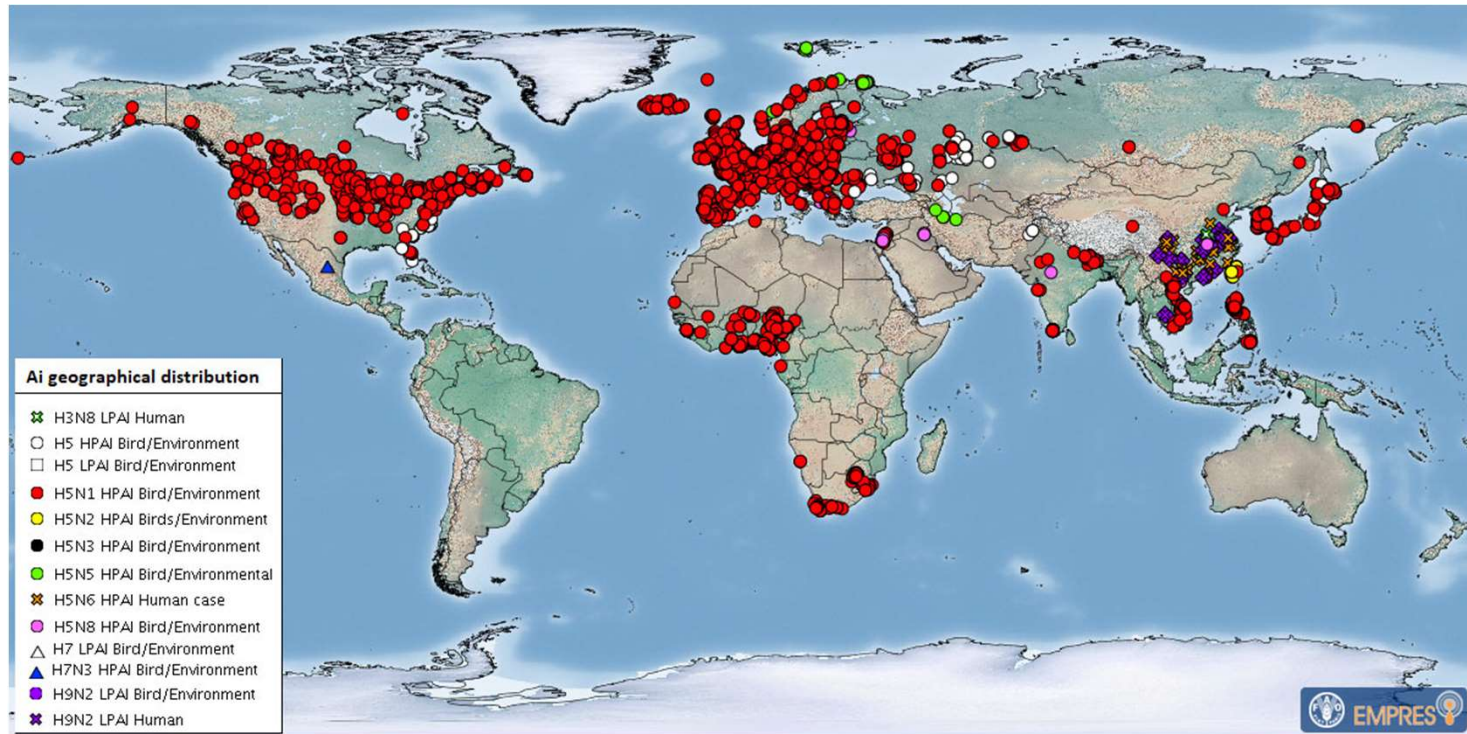 Ai geographical distribution
H3N8 LPAI Human
H5 HPAI Bird/Environment
H5 LPAI Bird/Environment
H5N1 HPAI Bird/Environment
H5N2 HPAI Birds/Environment
H5N3 HPAI Bird/Environment
H5N5 HPAI Bird/Environmental
H5N6 HPAI Human case
H5N8 HPAI Bird/Environment
H7 LPAI Bird/Environment
H7N3 HPAI Bird/Environment
H9N2 LPAI Bird/Environment
H9N2 LPAI Human
EMPRES